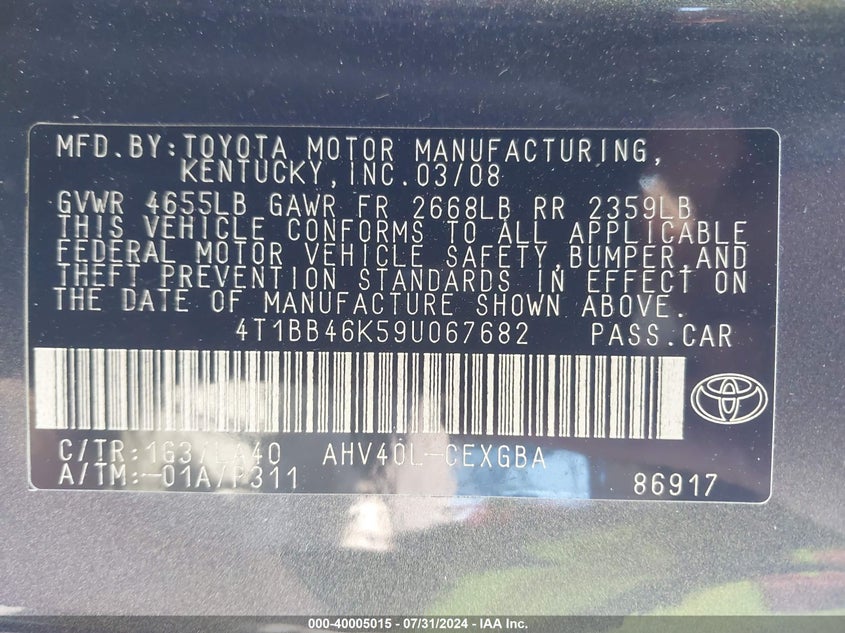 MFD.BY:TOYOTA MOTOR MANUFACTURING,
KENTUCKY,INC.03/08
GVWR 4655LB GAWR FR 2668LB RR 2359LB
THIS VEHICLE CONFORMS TO ALL APPLICABLE
FEDERAL MOTOR VEHICLE SAFETY,BUMPER,AND
THEFT PREVENTION STANDARDS IN EFFECT ON
THE DATE OF MANUFACTURE SHOWN ABOVE.
4T1BB46K59U067682 PASS.CAR
C/TR:1G3/LA40 AHV40L-CEXGBA
A/TM:-01A/P311 86917
000-40005015 - 07/31/2024 - IAA Inc.